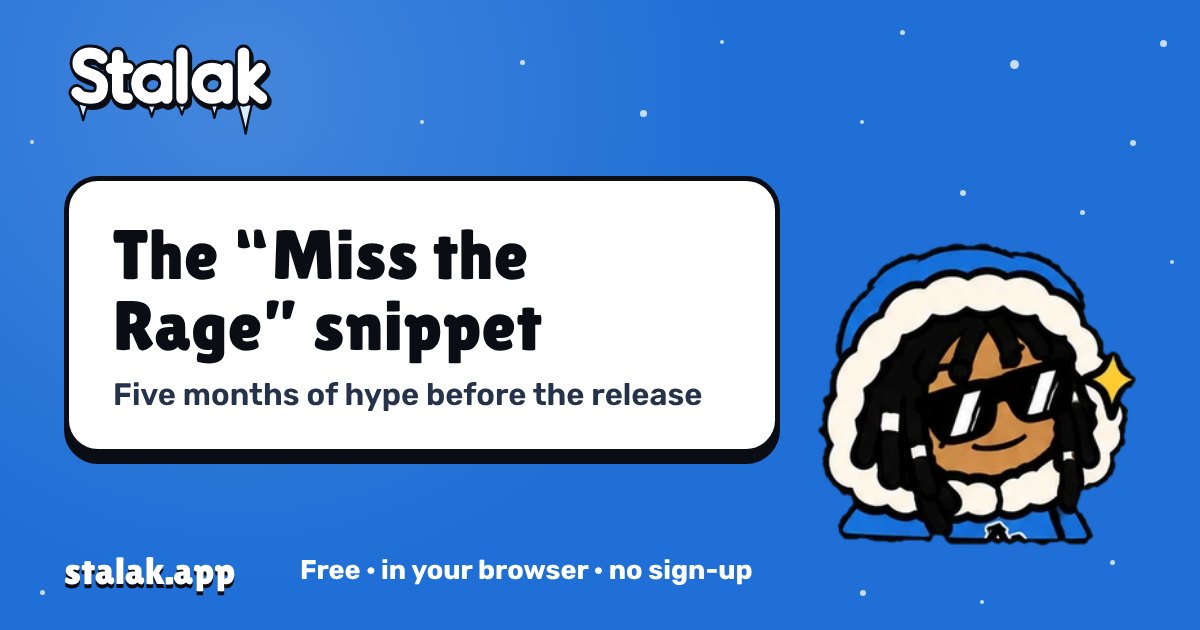 Stalak
The “Miss the
Rage” snippet
Five months of hype before the release
stalak.app
Free • in your browser • no sign-up